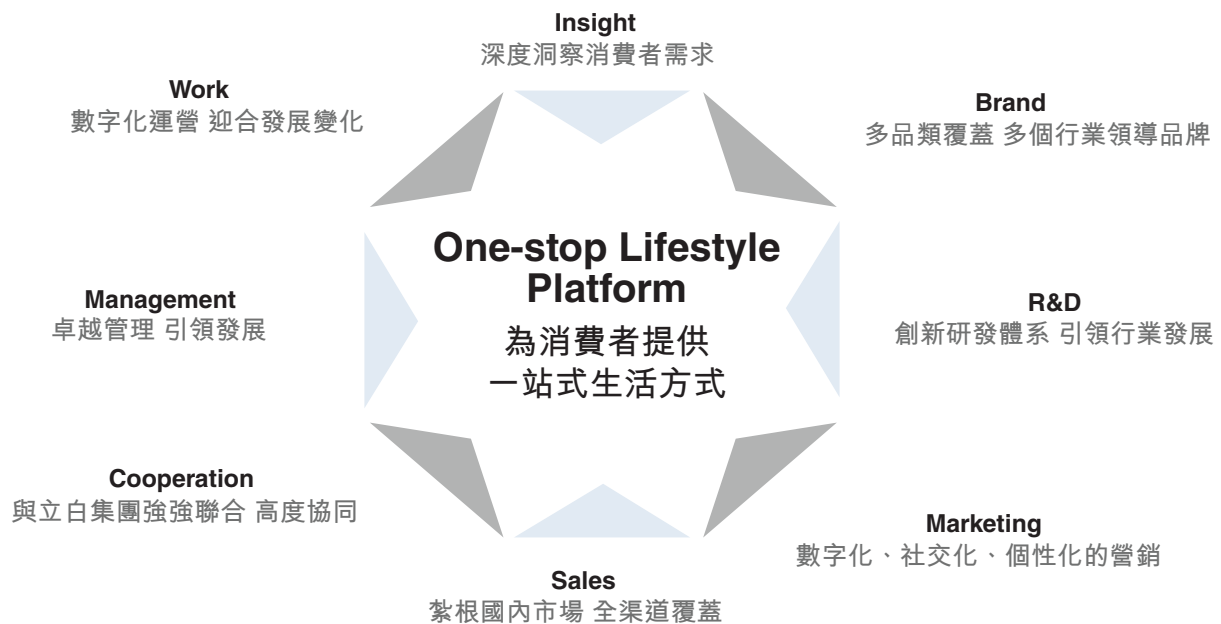 Insight
深度洞察消費者需求
Work
數字化運營 迎合發展變化
Brand
多品類覆蓋 多個行業領導品牌
One-stop Lifestyle
Platform
為消費者提供
一站式生活方式
Management
卓越管理 引領發展
R&D
創新研發體系 引領行業發展
Cooperation
與立白集團強強聯合 高度協同
Marketing
數字化、社交化、個性化的營銷
Sales
紮根國內市場 全渠道覆蓋